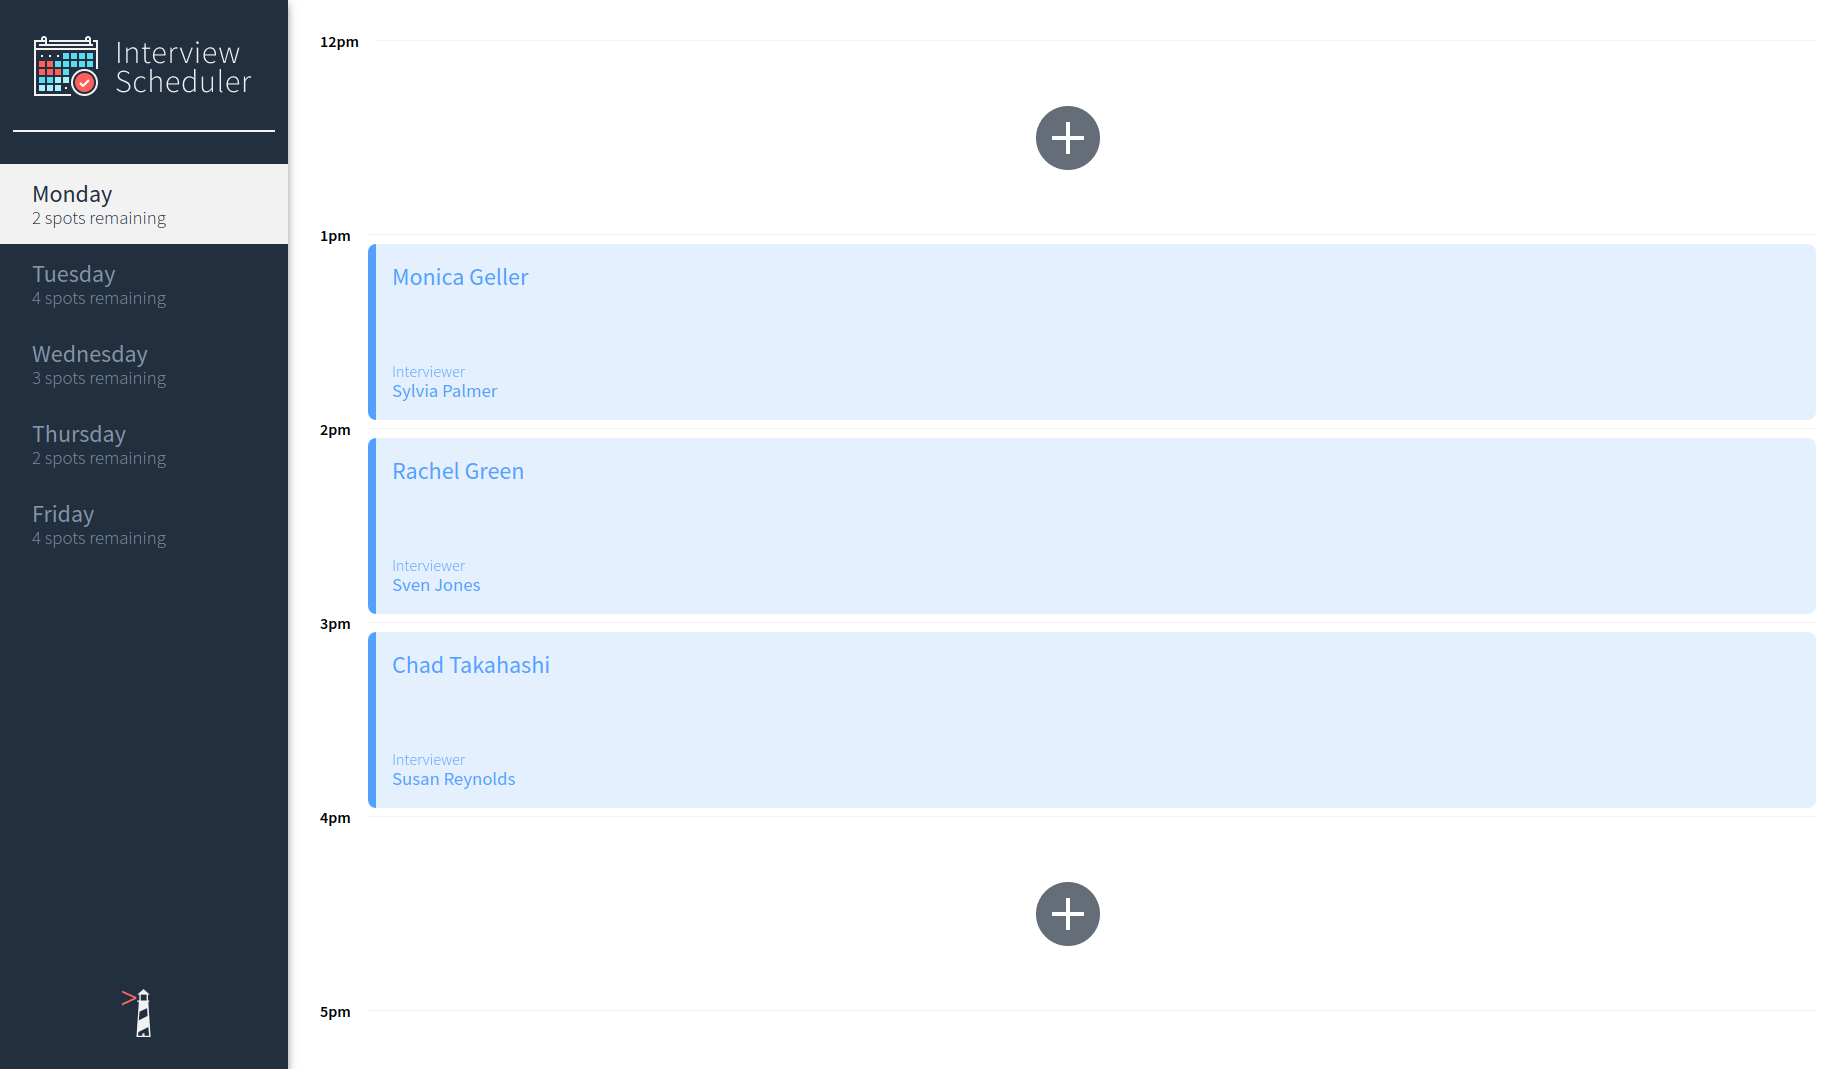 Interview
Scheduler
Monday
2 spots remaining
Tuesday
4 spots remaining
Wednesday
3 spots remaining
Thursday
2 spots remaining
Friday
4 spots remaining
12pm
1pm
Monica Geller
Interviewer
Sylvia Palmer
2pm
Rachel Green
Interviewer
Sven Jones
3pm
Chad Takahashi
Interviewer
Susan Reynolds
4pm
5pm